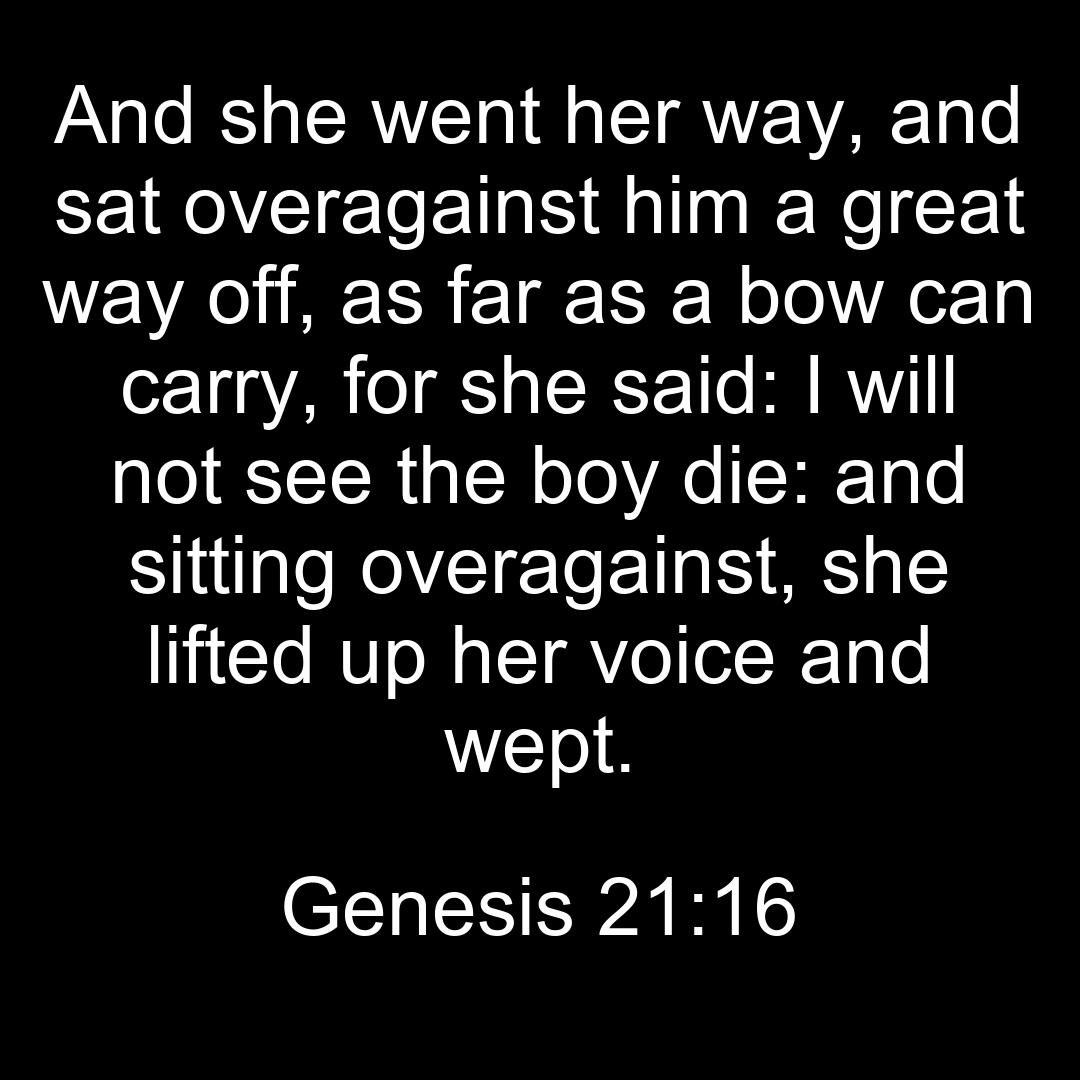 And she went her way, and
sat overagainst him a great
way off, as far as a bow can
carry, for she said: I will
not see the boy die: and
sitting overagainst, she
lifted up her voice and
wept.
Genesis 21:16